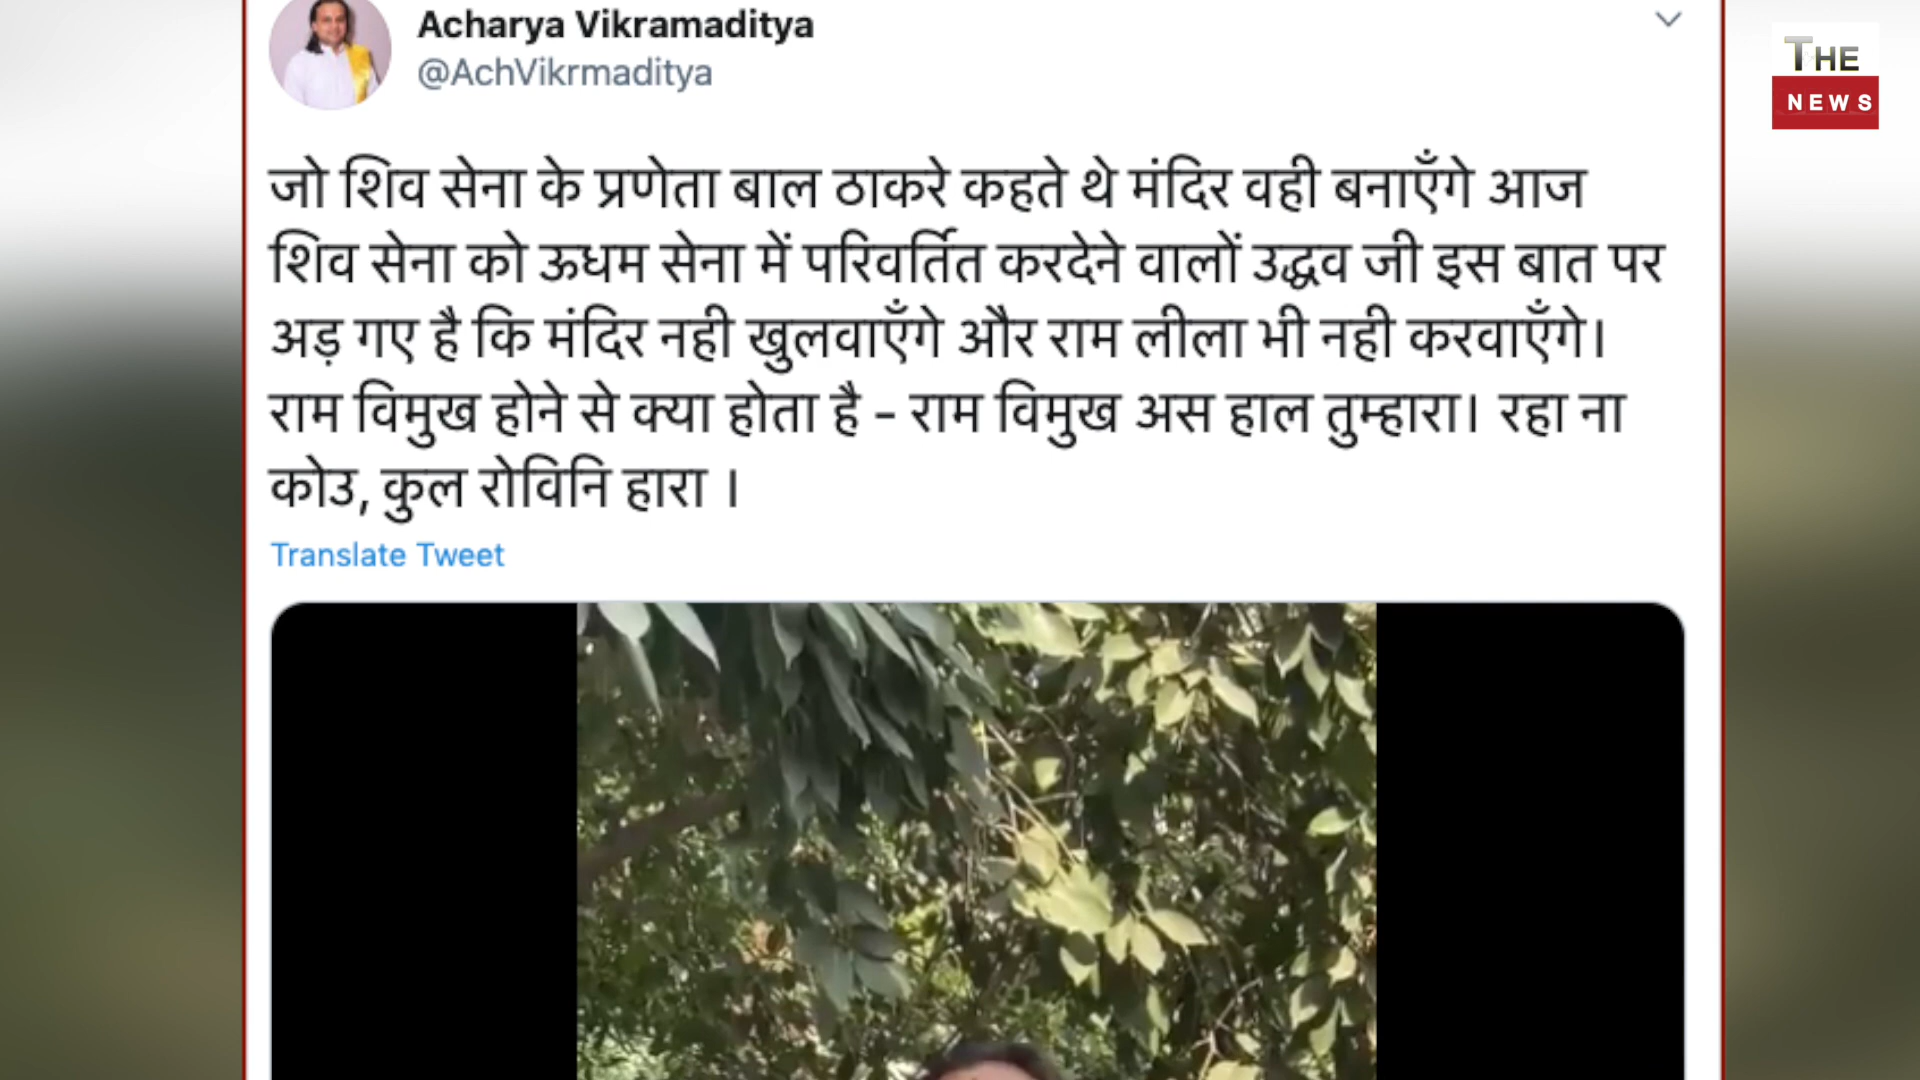 Acharya Vikramaditya
@AchVikrmaditya
THE
NEWS
जो शिव सेना के प्रणेता बाल ठाकरे कहते थे मंदिर वही बनाएँगे आज
शिव सेना को ऊधम सेना में परिवर्तित करदेने वालों उद्धव जी इस बात पर
अड़ गए है कि मंदिर नही खुलवाएँगे और राम लीला भी नही करवाएँगे।
राम विमुख होने से क्या होता है - राम विमुख अस हाल तुम्हारा। रहा ना
कोउ, कुल रोविनि हारा ।
Translate Tweet